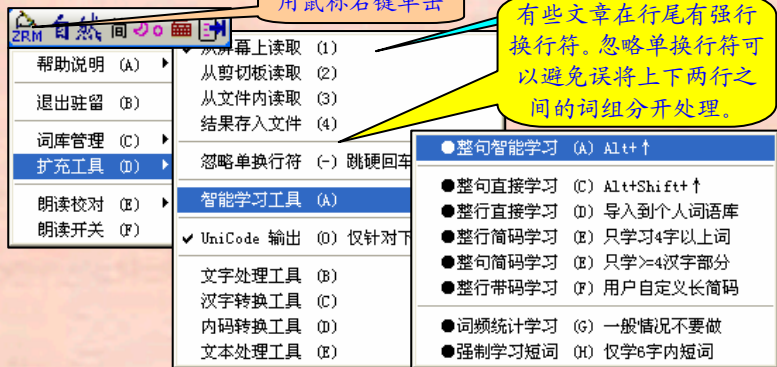 用鼠标右键单击
有些文章在行尾有强行
换行符。忽略单换行符可
以避免误将上下两行之
间的词组分开处理。
ZRM 自然 间
帮助说明 (A)
退出驻留 (B)
词库管理 (C)
扩充工具 (D)
朗读校对 (E)
朗读开关 (F)
✓ 从屏幕上读取 (1)
从剪切板读取 (2)
从文件内读取 (3)
结果存入文件 (4)
忽略单换行符 (-) 跳硬回车
智能学习工具 (A)
✓ UniCode 输出 (0) 仅针对下
文字处理工具 (B)
汉字转换工具 (C)
内码转换工具 (D)
文本处理工具 (E)
●整句智能学习 (A) Alt+↑
●整句直接学习 (C) Alt+Shift+↑
●整行直接学习 (D) 导入到个人词语库
●整行简码学习 (E) 只学习4字以上词
●整句简码学习 (E) 只学>=4汉字部分
●整行带码学习 (F) 用户自定义长简码
●词频统计学习 (G) 一般情况不要做
●强制学习短词 (H) 仅学6字内短词